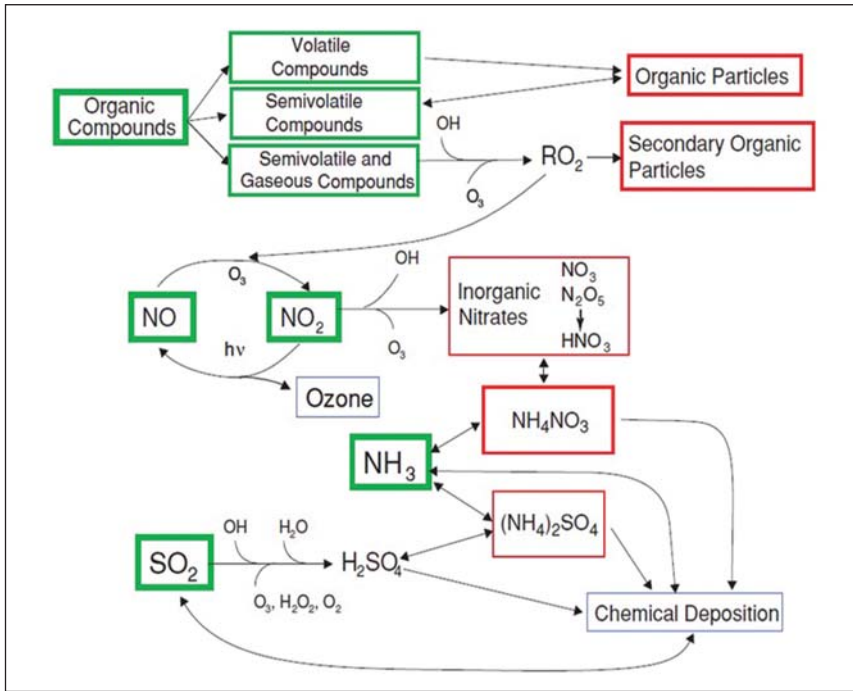 Volatile
Compounds
Organic Particles
Organic
Compounds
Semivolatile
Compounds
OH
Semivolatile and
Gaseous Compounds
RO₂
Secondary Organic
Particles
O₃
O₃
OH
NO
NO₂
O₃
hν
Ozone
Inorganic
Nitrates
NO₃
N₂O₅
HNO₃
NH₄NO₃
NH₃
(NH₄)₂SO₄
OH
H₂O
SO₂
H₂SO₄
O₃, H₂O₂, O₂
Chemical Deposition